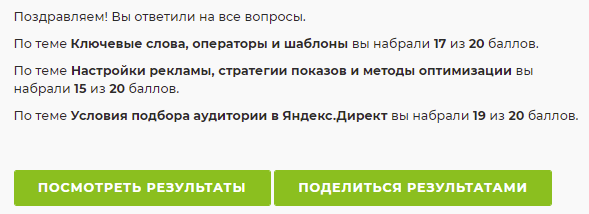 Поздравляем! Вы ответили на все вопросы.
По теме Ключевые слова, операторы и шаблоны вы набрали 17 из 20 баллов.
По теме Настройки рекламы, стратегии показов и методы оптимизации вы
набрали 15 из 20 баллов.
По теме Условия подбора аудитории в Яндекс.Директ вы набрали 19 из 20 баллов.
ПОСМОТРЕТЬ РЕЗУЛЬТАТЫ ПОДЕЛИТЬСЯ РЕЗУЛЬТАТАМИ